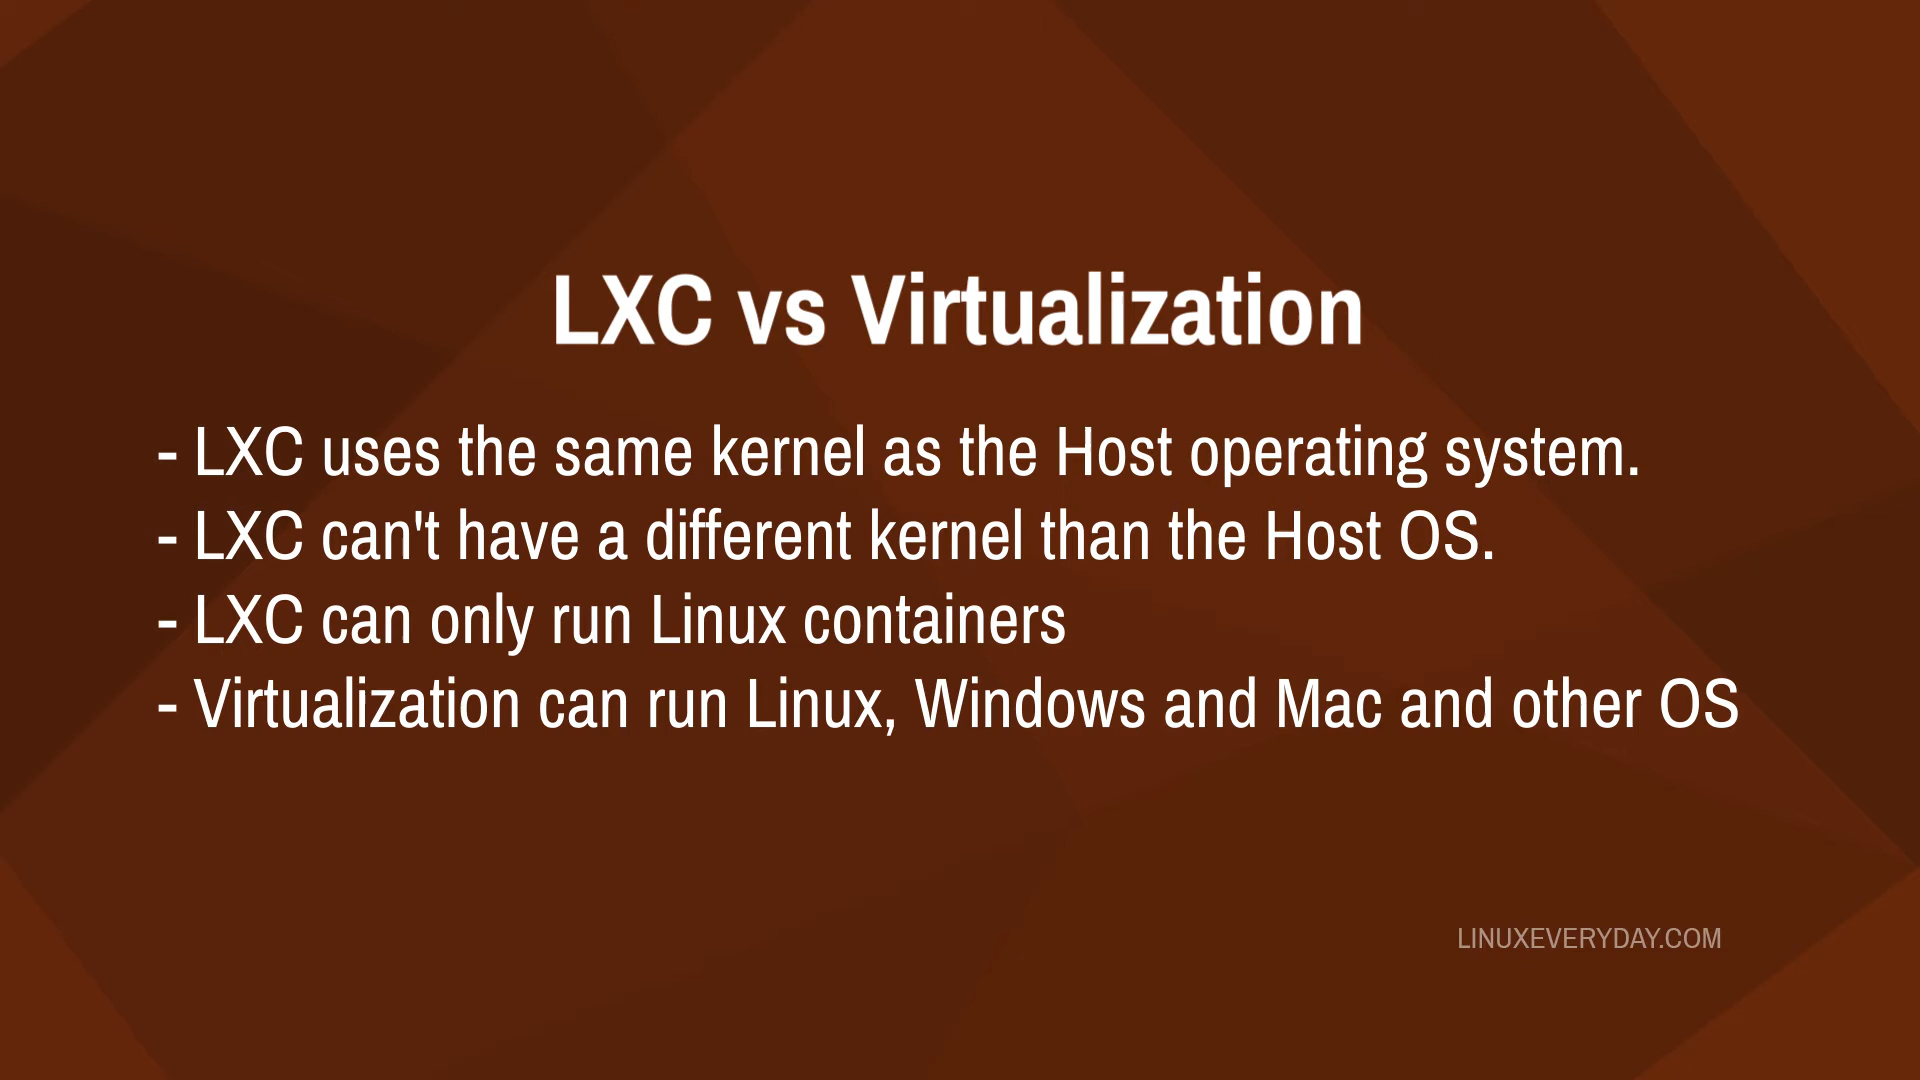 LXC vs Virtualization
- LXC uses the same kernel as the Host operating system.
- LXC can't have a different kernel than the Host OS.
- LXC can only run Linux containers
- Virtualization can run Linux, Windows and Mac and other OS
LINUXEVERYDAY.COM